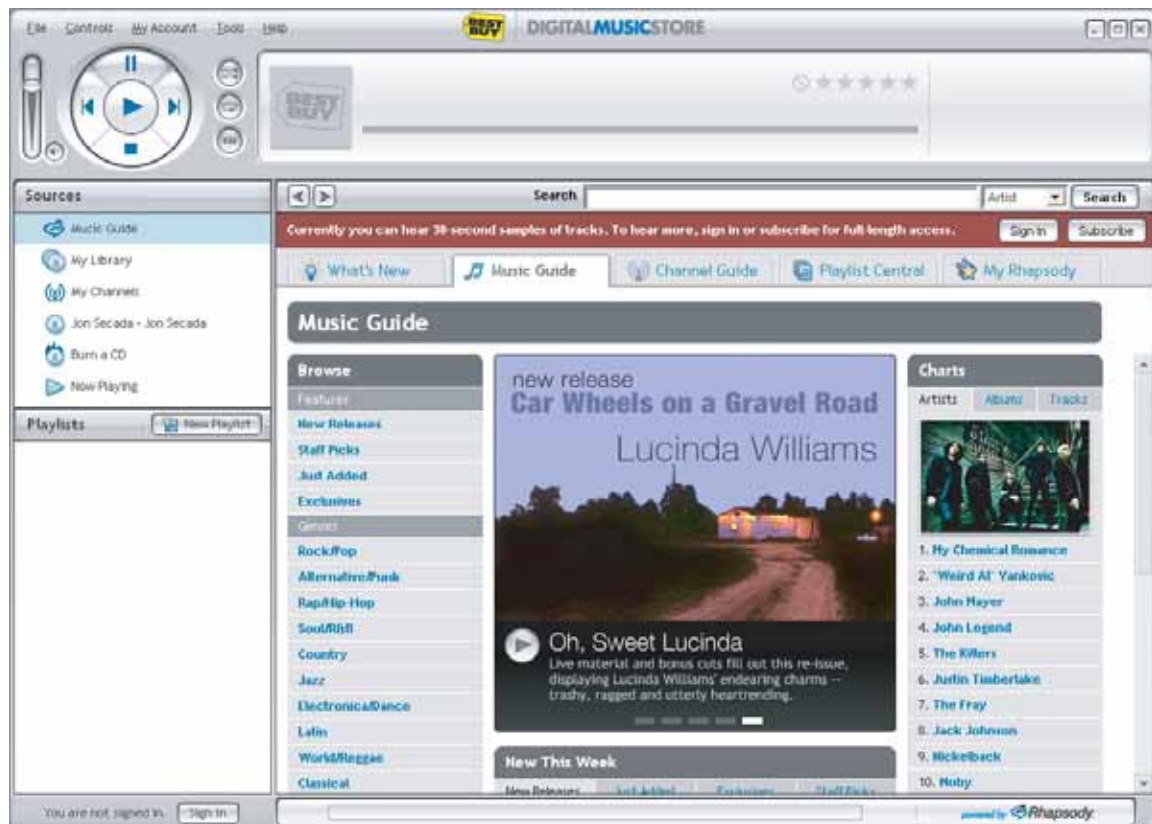 File Controls My Account Tools Help
BEST BUY DIGITALMUSICSTORE
BEST BUY
Sources
Music Guide
My Library
My Channels
Jon Secada - Jon Secada
Burn a CD
Now Playing
Playlists New Playlist
Search Artist Search
Currently you can hear 30-second samples of tracks. To hear more, sign in or subscribe for full-length access. Sign In Subscribe
What's New Music Guide Channel Guide Playlist Central My Rhapsody
Music Guide
Browse
Features
New Releases
Staff Picks
Just Added
Exclusives
Genres
Rock/Pop
Alternative/Punk
Rap/Hip-Hop
Soul/R&B
Country
Jazz
Electronica/Dance
Latin
World/Reggae
Classical
new release
Car Wheels on a Gravel Road
Lucinda Williams
Oh, Sweet Lucinda
Live material and bonus cuts fill out this re-issue,
displaying Lucinda Williams' endearing charms --
trashy, ragged and utterly heartrending.
New This Week
New Releases Just Added Exclusives Staff Picks
Charts
Artists Albums Tracks
1. My Chemical Romance
2. "Weird Al" Yankovic
3. John Mayer
4. John Legend
5. The Killers
6. Justin Timberlake
7. The Fray
8. Jack Johnson
9. Nickelback
10. Moby
You are not signed in. Sign In
powered by Rhapsody